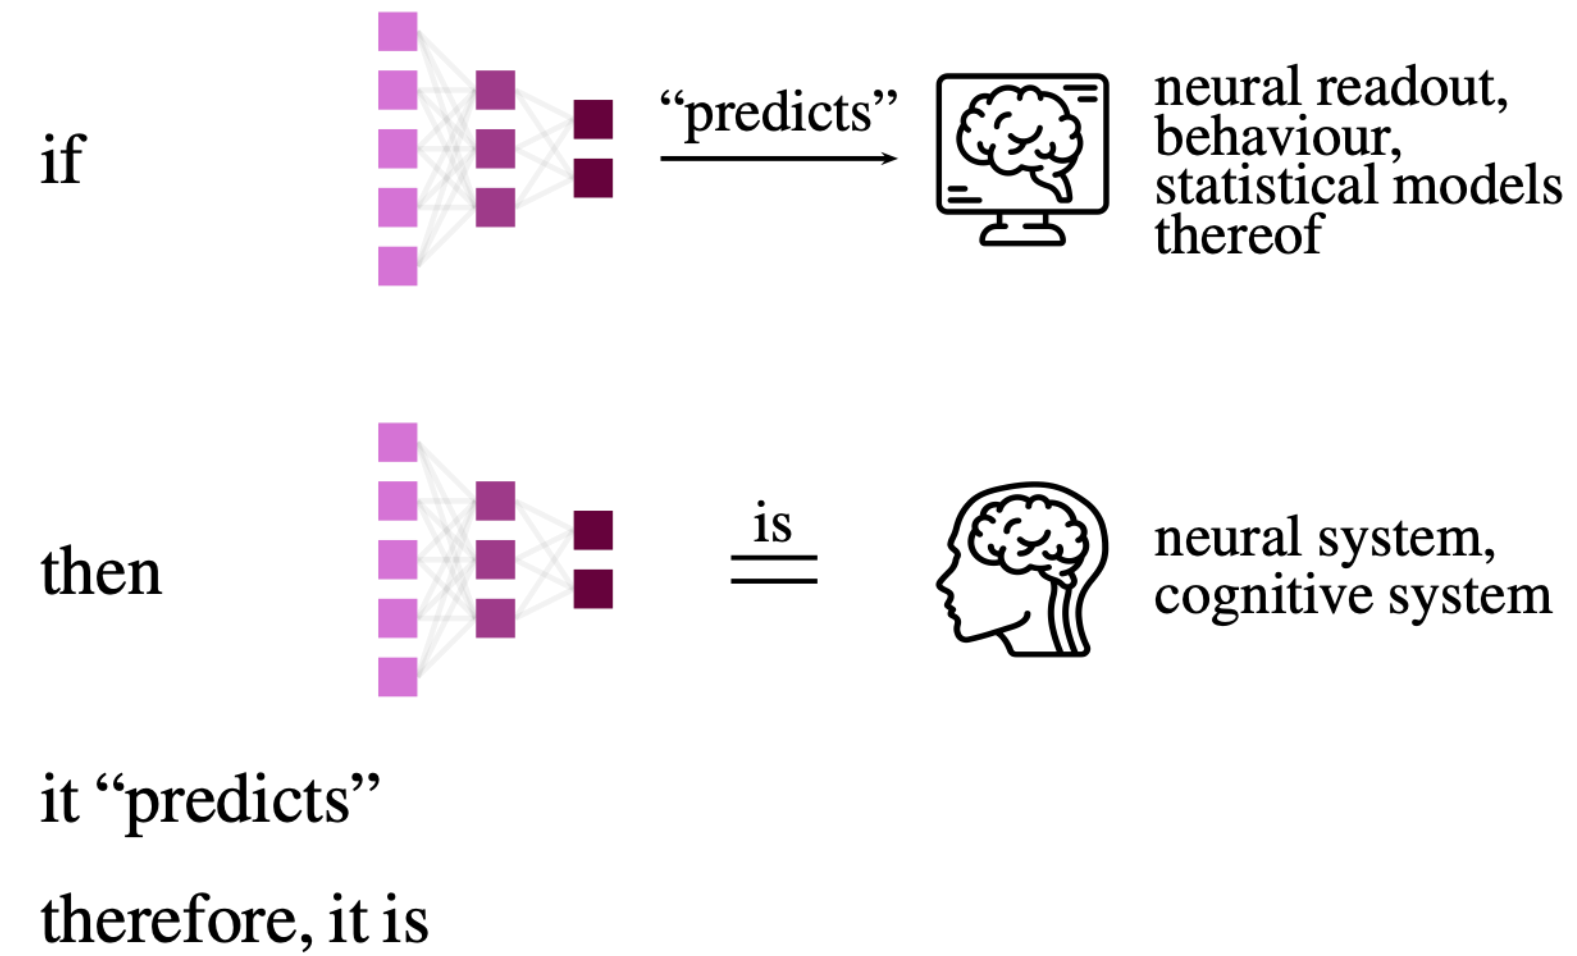 if
“predicts”
neural readout,
behaviour,
statistical models
thereof
then
is
neural system,
cognitive system
it “predicts”
therefore, it is